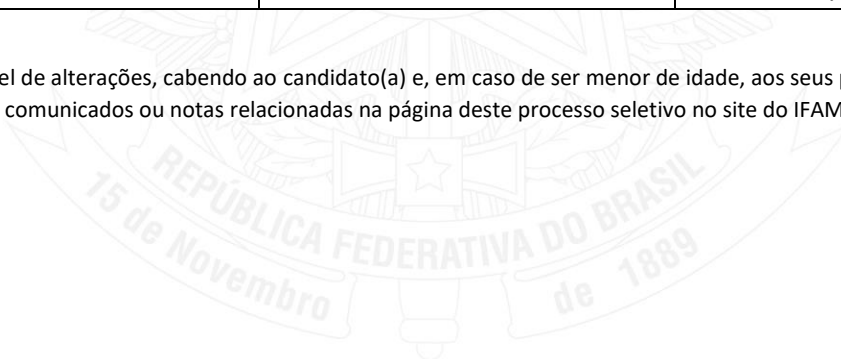 el de alterações, cabendo ao candidato(a) e, em caso de ser menor de idade, aos seus
comunicados ou notas relacionadas na página deste processo seletivo no site do IFAM
REPÚBLICA FEDERATIVA DO BRASIL
15 de Novembro de 1889